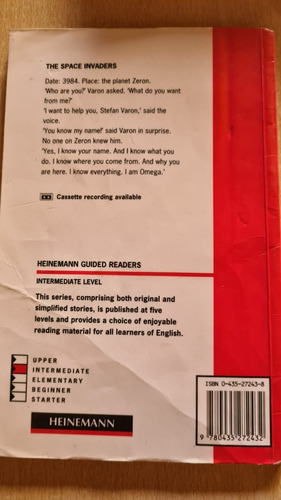 THE SPACE INVADERS
Date: 3984. Place: the planet Zeron.
'Who are you?' Varon asked. 'What do you want
from me?'
'I want to help you, Stefan Varon,' said the
voice.
'You know my name!' said Varon in surprise.
No one on Zeron knew him.
'Yes, I know your name. And I know what you
do. I know where you come from. And why you
are here. I know everything. I am Omega.'
Cassette recording available
HEINEMANN GUIDED READERS
INTERMEDIATE LEVEL
This series, comprising both original and
simplified stories, is published at five
levels and provides a choice of enjoyable
reading material for all learners of English.
UPPER
INTERMEDIATE
ELEMENTARY
BEGINNER
STARTER
HEINEMANN
ISBN 0-435-27243-8
9 780435 272432